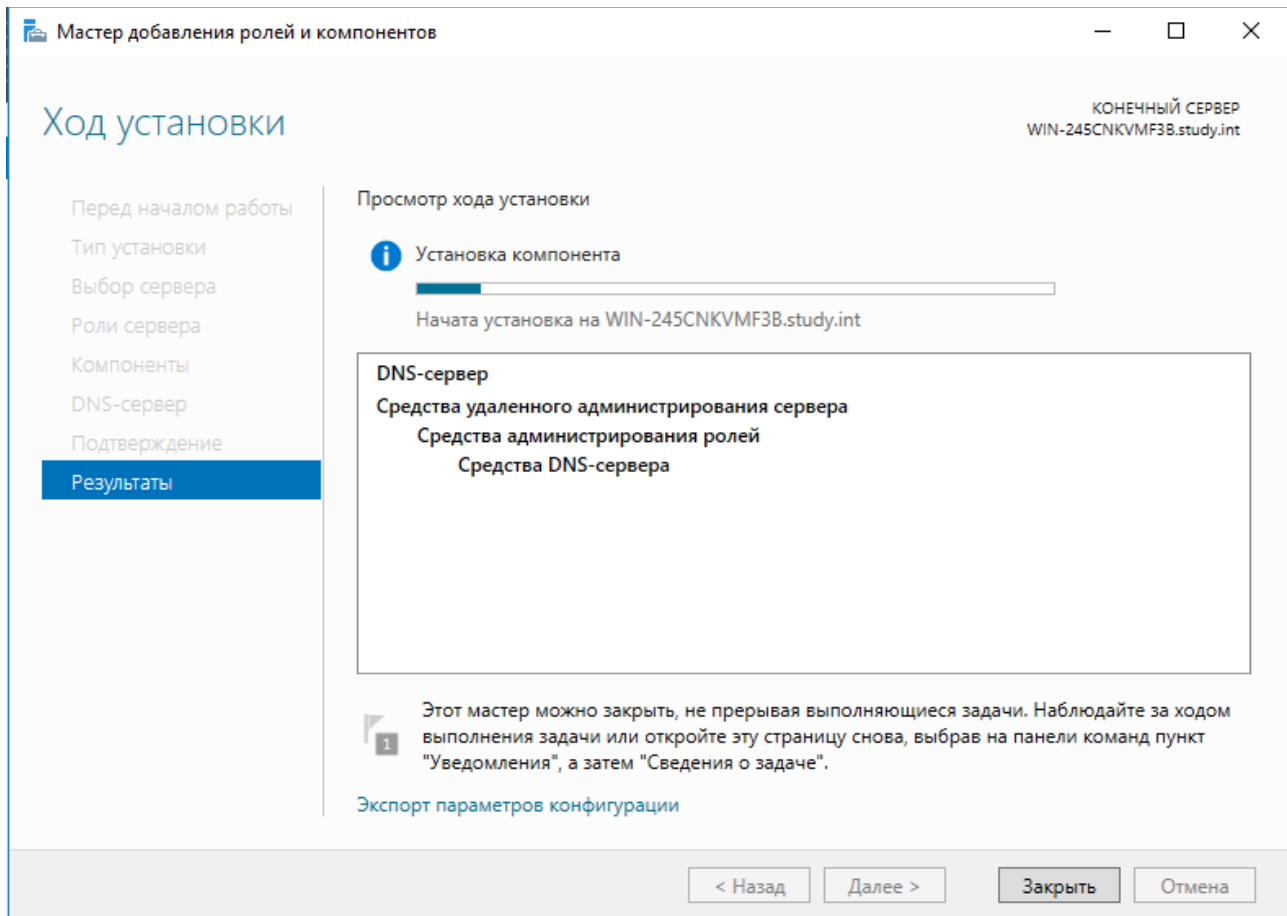 Мастер добавления ролей и компонентов
Ход установки
КОНЕЧНЫЙ СЕРВЕР
WIN-245CNKVMF3B.study.int
Перед началом работы
Тип установки
Выбор сервера
Роли сервера
Компоненты
DNS-сервер
Подтверждение
Результаты
Просмотр хода установки
Установка компонента
Начата установка на WIN-245CNKVMF3B.study.int
DNS-сервер
Средства удаленного администрирования сервера
Средства администрирования ролей
Средства DNS-сервера
1
Этот мастер можно закрыть, не прерывая выполняющиеся задачи. Наблюдайте за ходом
выполнения задачи или откройте эту страницу снова, выбрав на панели команд пункт
"Уведомления", а затем "Сведения о задаче".
Экспорт параметров конфигурации
< Назад
Далее >
Закрыть
Отмена